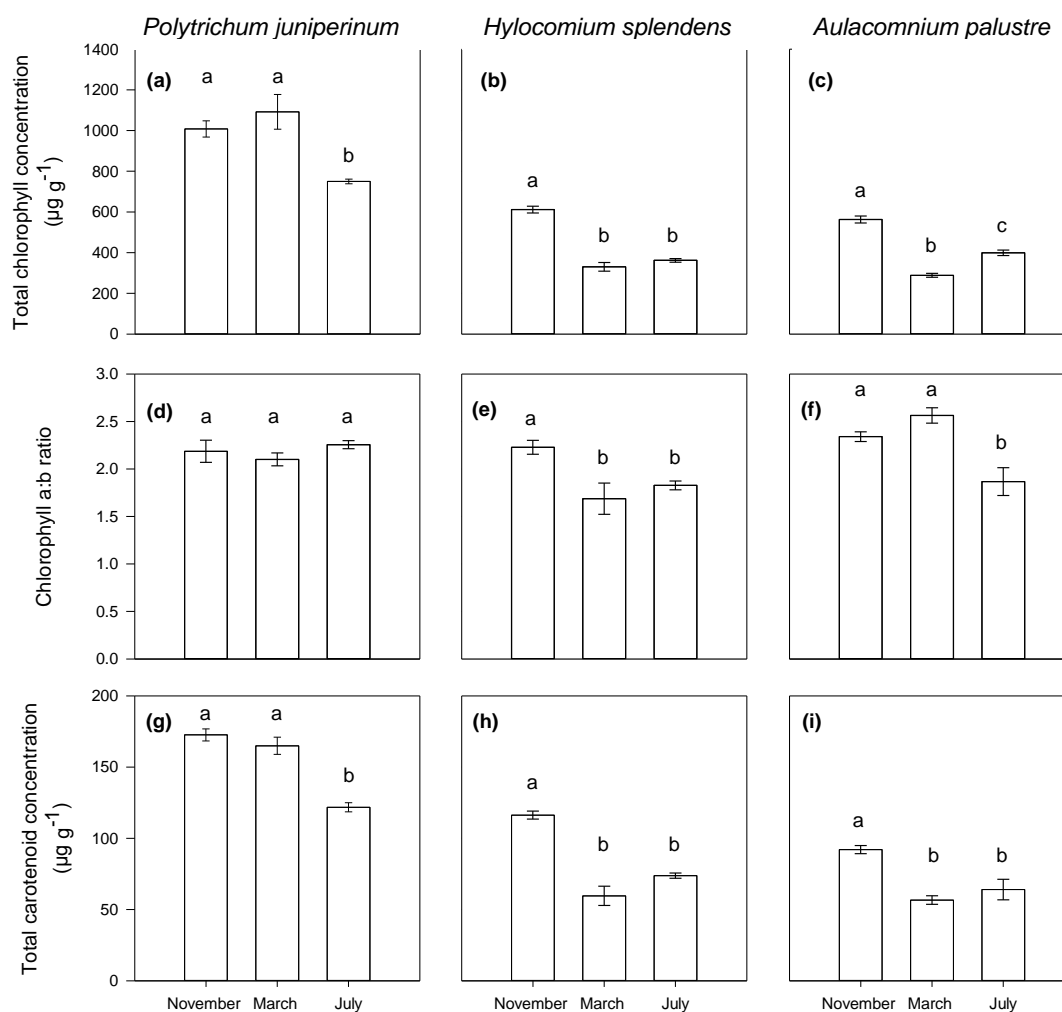 Polytrichum juniperinum Hylocomium splendens Aulacomnium palustre
Total chlorophyll concentration
(µg g-1)
1400
1200
1000
800
600
400
200
0
(a) a a b
(b) a b b
(c) a b c
Chlorophyll a:b ratio
3.0
2.5
2.0
1.5
1.0
0.5
0.0
(d) a a a
(e) a b b
(f) a a b
Total carotenoid concentration
(µg g-1)
200
150
100
50
0
(g) a a b
(h) a b b
(i) a b b
November March July November March July November March July